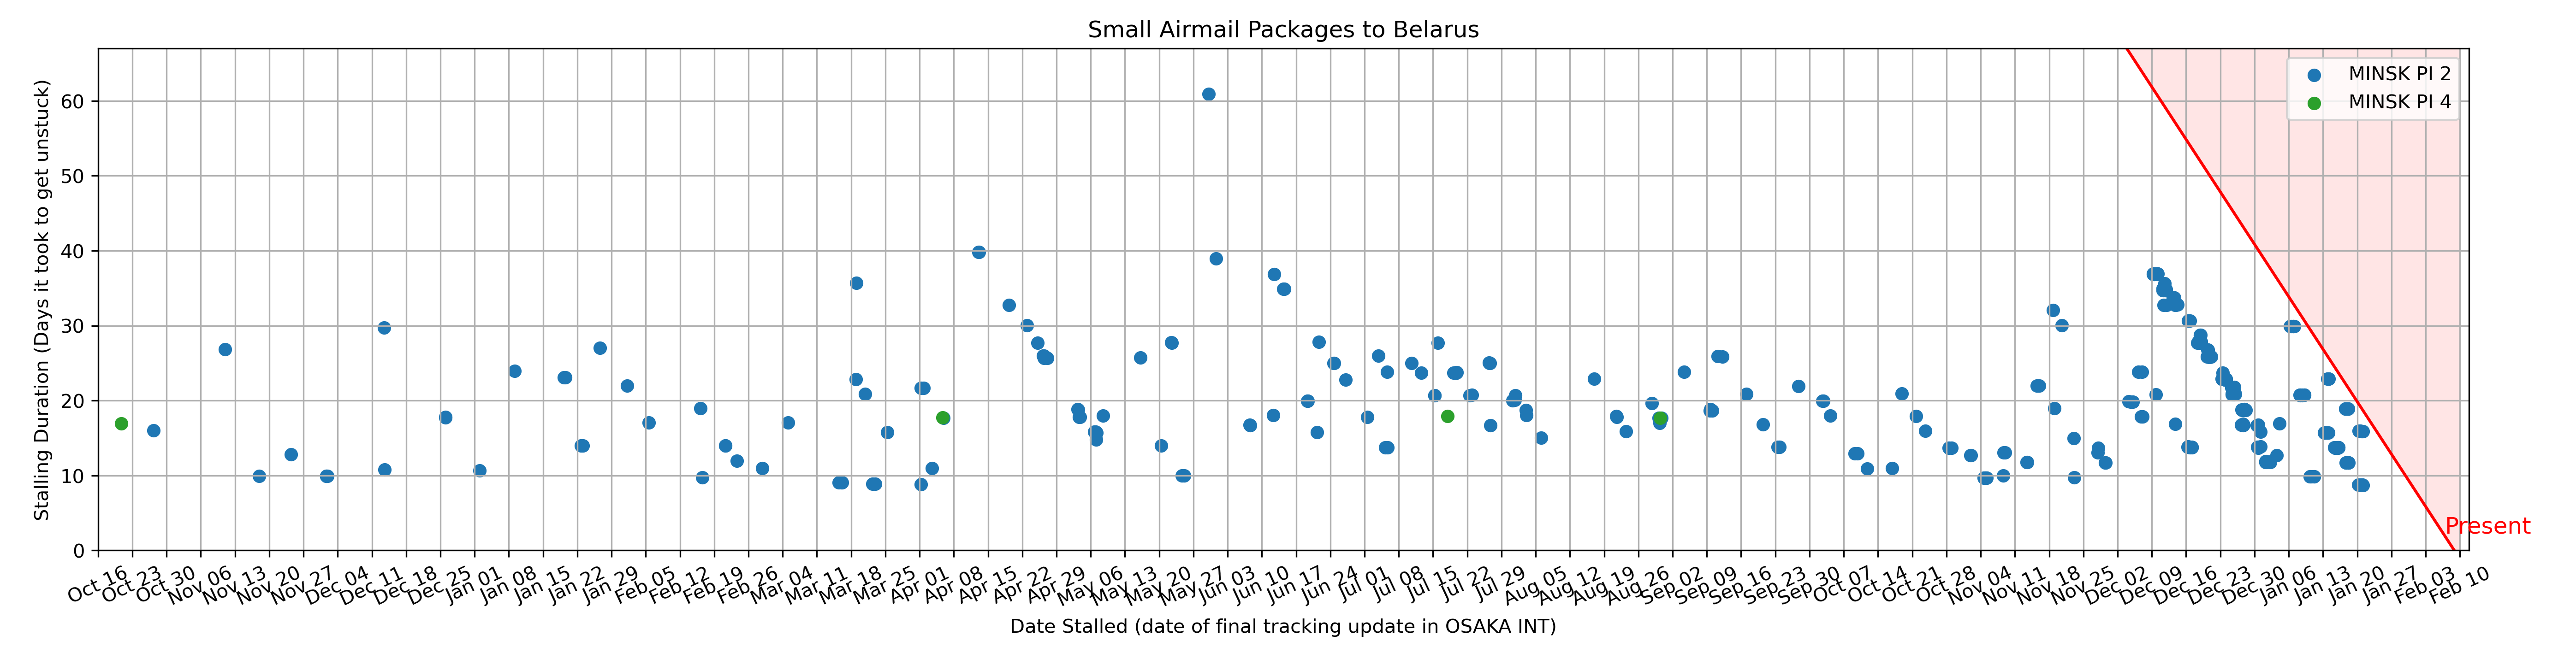 Small Airmail Packages to Belarus
Stalling Duration (Days it took to get unstuck)
60
50
40
30
20
10
0
MINSK PI 2
MINSK PI 4
Present
Oct 16
Oct 23
Oct 30
Nov 06
Nov 13
Nov 20
Nov 27
Dec 04
Dec 11
Dec 18
Dec 25
Jan 01
Jan 08
Jan 15
Jan 22
Jan 29
Feb 05
Feb 12
Feb 19
Feb 26
Mar 04
Mar 11
Mar 18
Mar 25
Apr 01
Apr 08
Apr 15
Apr 22
Apr 29
May 06
May 13
May 20
May 27
Jun 03
Jun 10
Jun 17
Jun 24
Jul 01
Jul 08
Jul 15
Jul 22
Jul 29
Aug 05
Aug 12
Aug 19
Aug 26
Sep 02
Sep 09
Sep 16
Sep 23
Sep 30
Oct 07
Oct 14
Oct 21
Oct 28
Nov 04
Nov 11
Nov 18
Nov 25
Dec 02
Dec 09
Dec 16
Dec 23
Dec 30
Jan 06
Jan 13
Jan 20
Jan 27
Feb 03
Feb 10
Date Stalled (date of final tracking update in OSAKA INT)